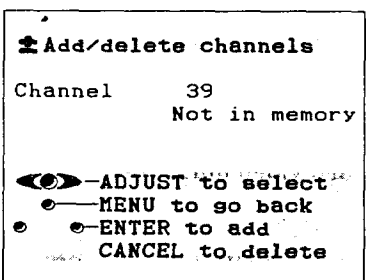 Add/delete channels
Channel 39
Not in memory
ADJUST to select
MENU to go back
ENTER to add
CANCEL to delete